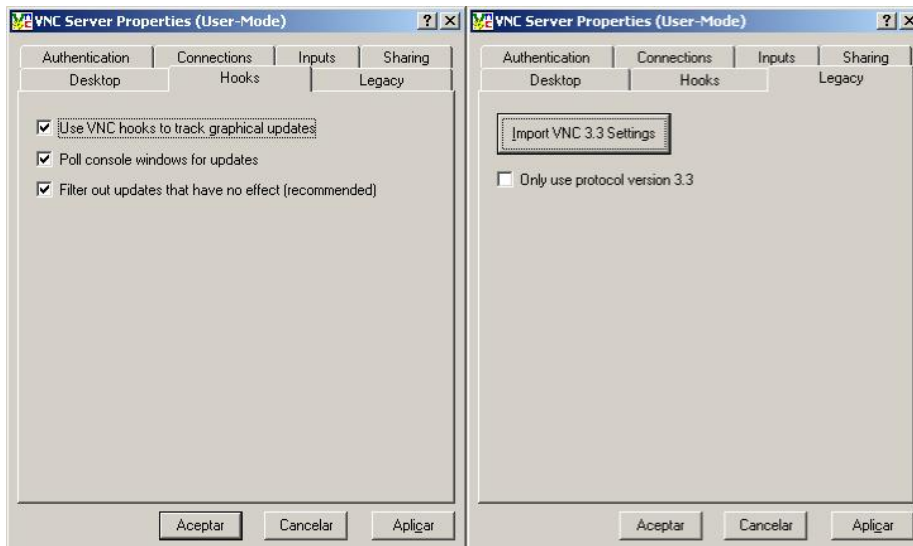 VNC Server Properties (User-Mode)
Authentication Connections Inputs Sharing
Desktop Hooks Legacy
Use VNC hooks to track graphical updates
Poll console windows for updates
Filter out updates that have no effect (recommended)
Aceptar Cancelar Aplicar
VNC Server Properties (User-Mode)
Authentication Connections Inputs Sharing
Desktop Hooks Legacy
Import VNC 3.3 Settings
Only use protocol version 3.3
Aceptar Cancelar Aplicar